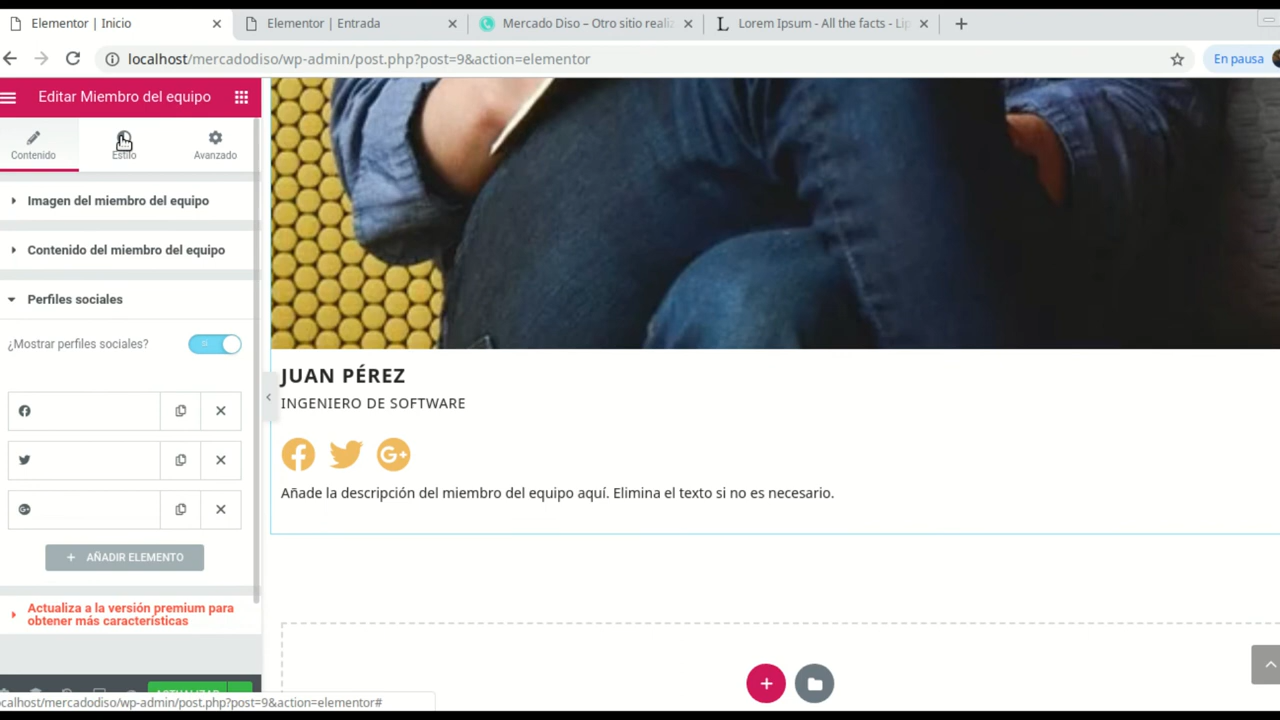 Elementor | Inicio
Elementor | Entrada
Mercado Diso – Otro sitio realiz
Lorem Ipsum - All the facts - Lip
localhost/mercadodiso/wp-admin/post.php?post=9&action=elementor
En pausa
Editar Miembro del equipo
Contenido
Estilo
Avanzado
Imagen del miembro del equipo
Contenido del miembro del equipo
Perfiles sociales
¿Mostrar perfiles sociales?
SI
AÑADIR ELEMENTO
Actualiza a la versión premium para
obtener más características
ACTUALIZAR
ocalhost/mercadodiso/wp-admin/post.php?post=9&action=elementor#
JUAN PÉREZ
INGENIERO DE SOFTWARE
Añade la descripción del miembro del equipo aquí. Elimina el texto si no es necesario.